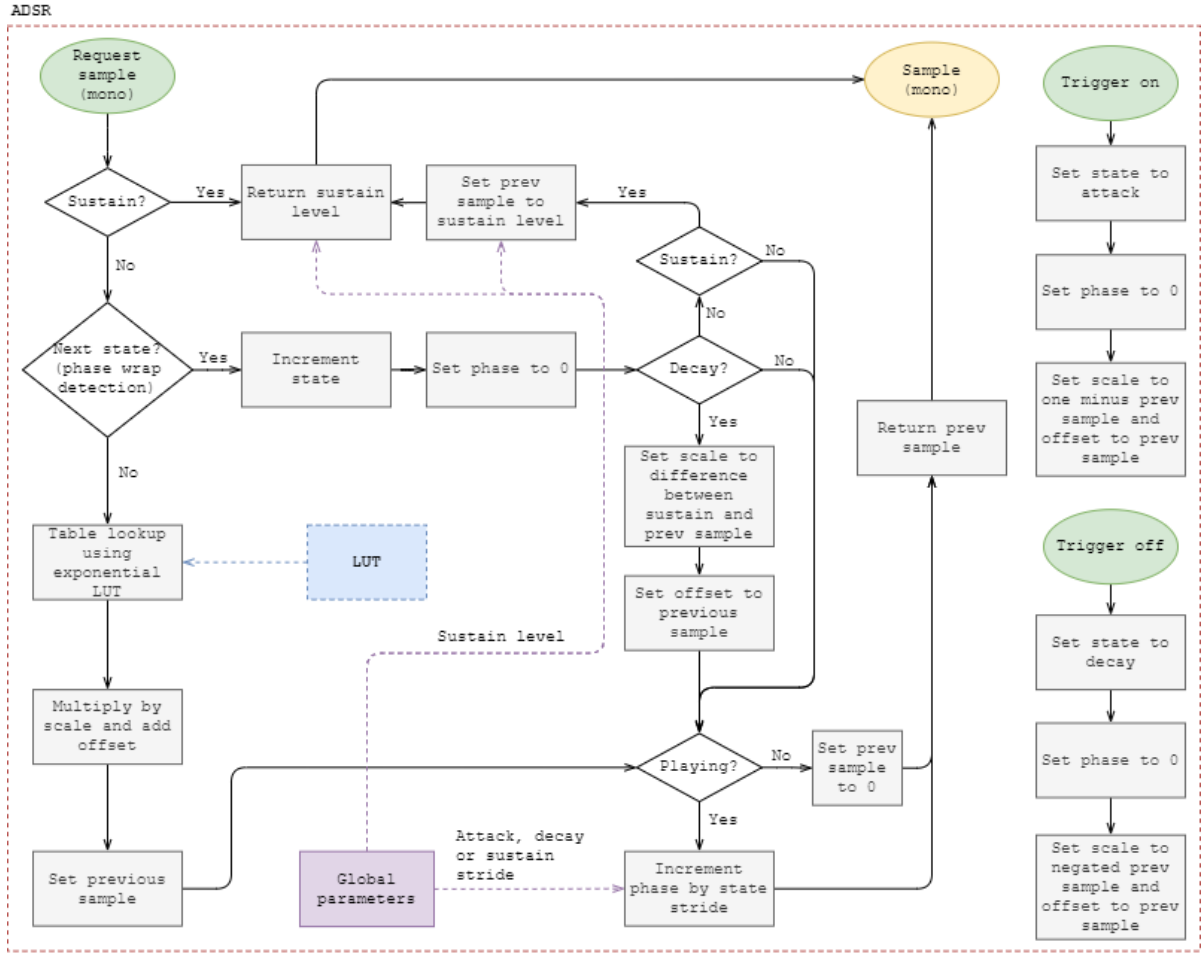 ADSR
Request
sample
(mono)
Sustain?
Yes
No
Return sustain
level
Set prev
sample to
sustain level
Yes
Sustain?
No
No
Sample
(mono)
Next state?
(phase wrap
detection)
Yes
No
Increment
state
Set phase to 0
Decay?
No
Yes
Set scale to
difference
between
sustain and
prev sample
Set offset to
previous
sample
Return prev
sample
Table lookup
using
exponential
LUT
LUT
Sustain level
Multiply by
scale and add
offset
Playing?
No
Set prev
sample
to 0
Yes
Set previous
sample
Global
parameters
Attack, decay
or sustain
stride
Increment
phase by state
stride
Trigger on
Set state to
attack
Set phase to 0
Set scale to
one minus prev
sample and
offset to prev
sample
Trigger off
Set state to
decay
Set phase to 0
Set scale to
negated prev
sample and
offset to prev
sample